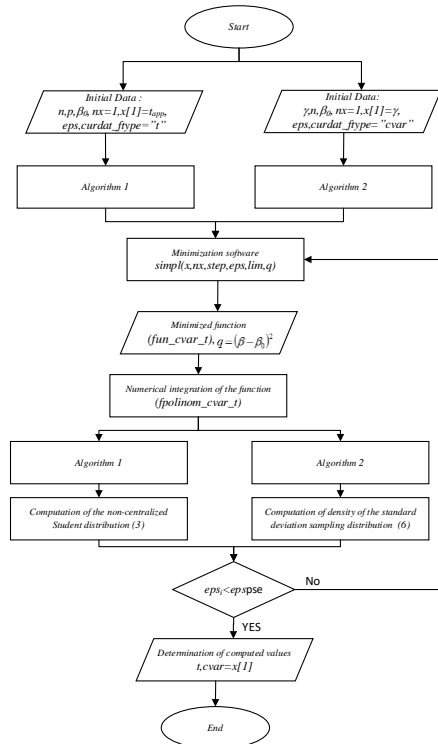 Start
Initial Data :
n,p,β₀, nx=1,x[1]=tₐₚₚ,
eps,curdat_ftype="t"
Initial Data:
γ,n,β₀, nx=1,x[1]=γ,
eps,curdat_ftype="cvar"
Algorithm 1
Algorithm 2
Minimization software
simpl(x,nx,step,eps,lim,q)
Minimized function
(fun_cvar_t), q = (β − β₀)²
Numerical integration of the function
(fpolinom_cvar_t)
Algorithm 1
Algorithm 2
Computation of the non-centralized
Student distribution (3)
Computation of density of the standard
deviation sampling distribution (6)
epsᵢ<epspse
No
YES
Determination of computed values
t,cvar=x[1]
End